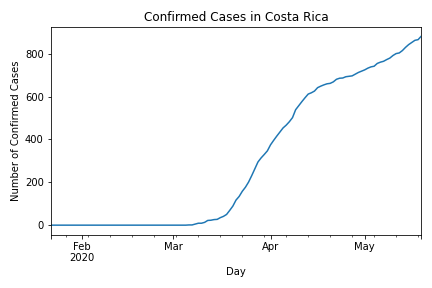 Confirmed Cases in Costa Rica
Number of Confirmed Cases
800
600
400
200
0
Feb Mar Apr May
2020
Day